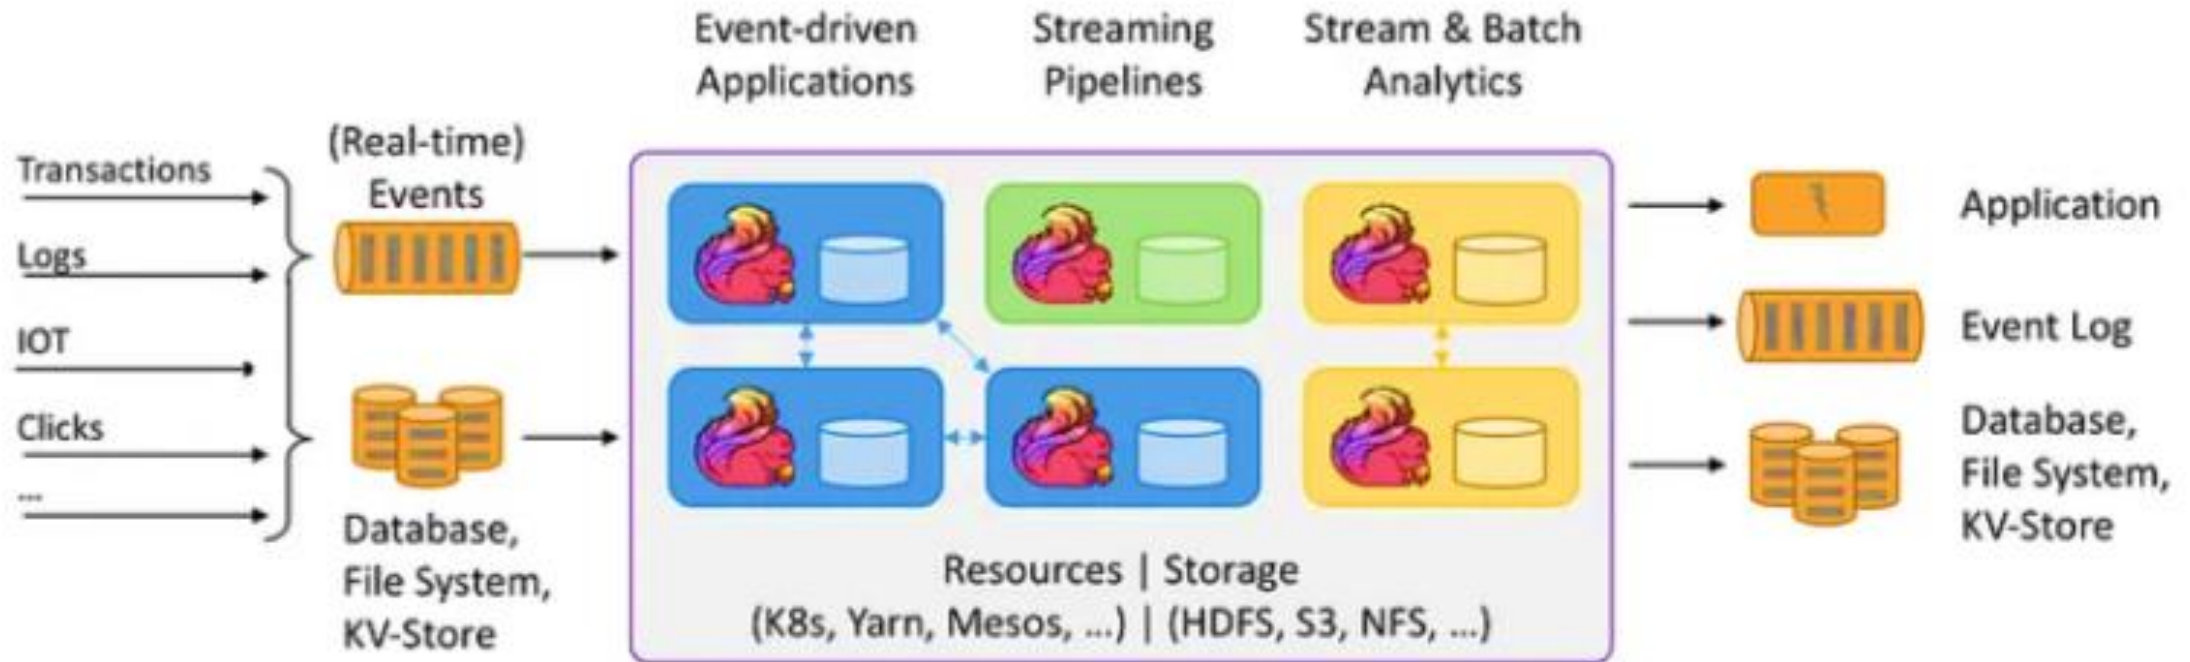 Event-driven
Applications
Streaming
Pipelines
Stream & Batch
Analytics
Transactions
Logs
IOT
Clicks
...
(Real-time)
Events
Database,
File System,
KV-Store
Resources | Storage
(K8s, Yarn, Mesos, ...) | (HDFS, S3, NFS, ...)
Application
Event Log
Database,
File System,
KV-Store